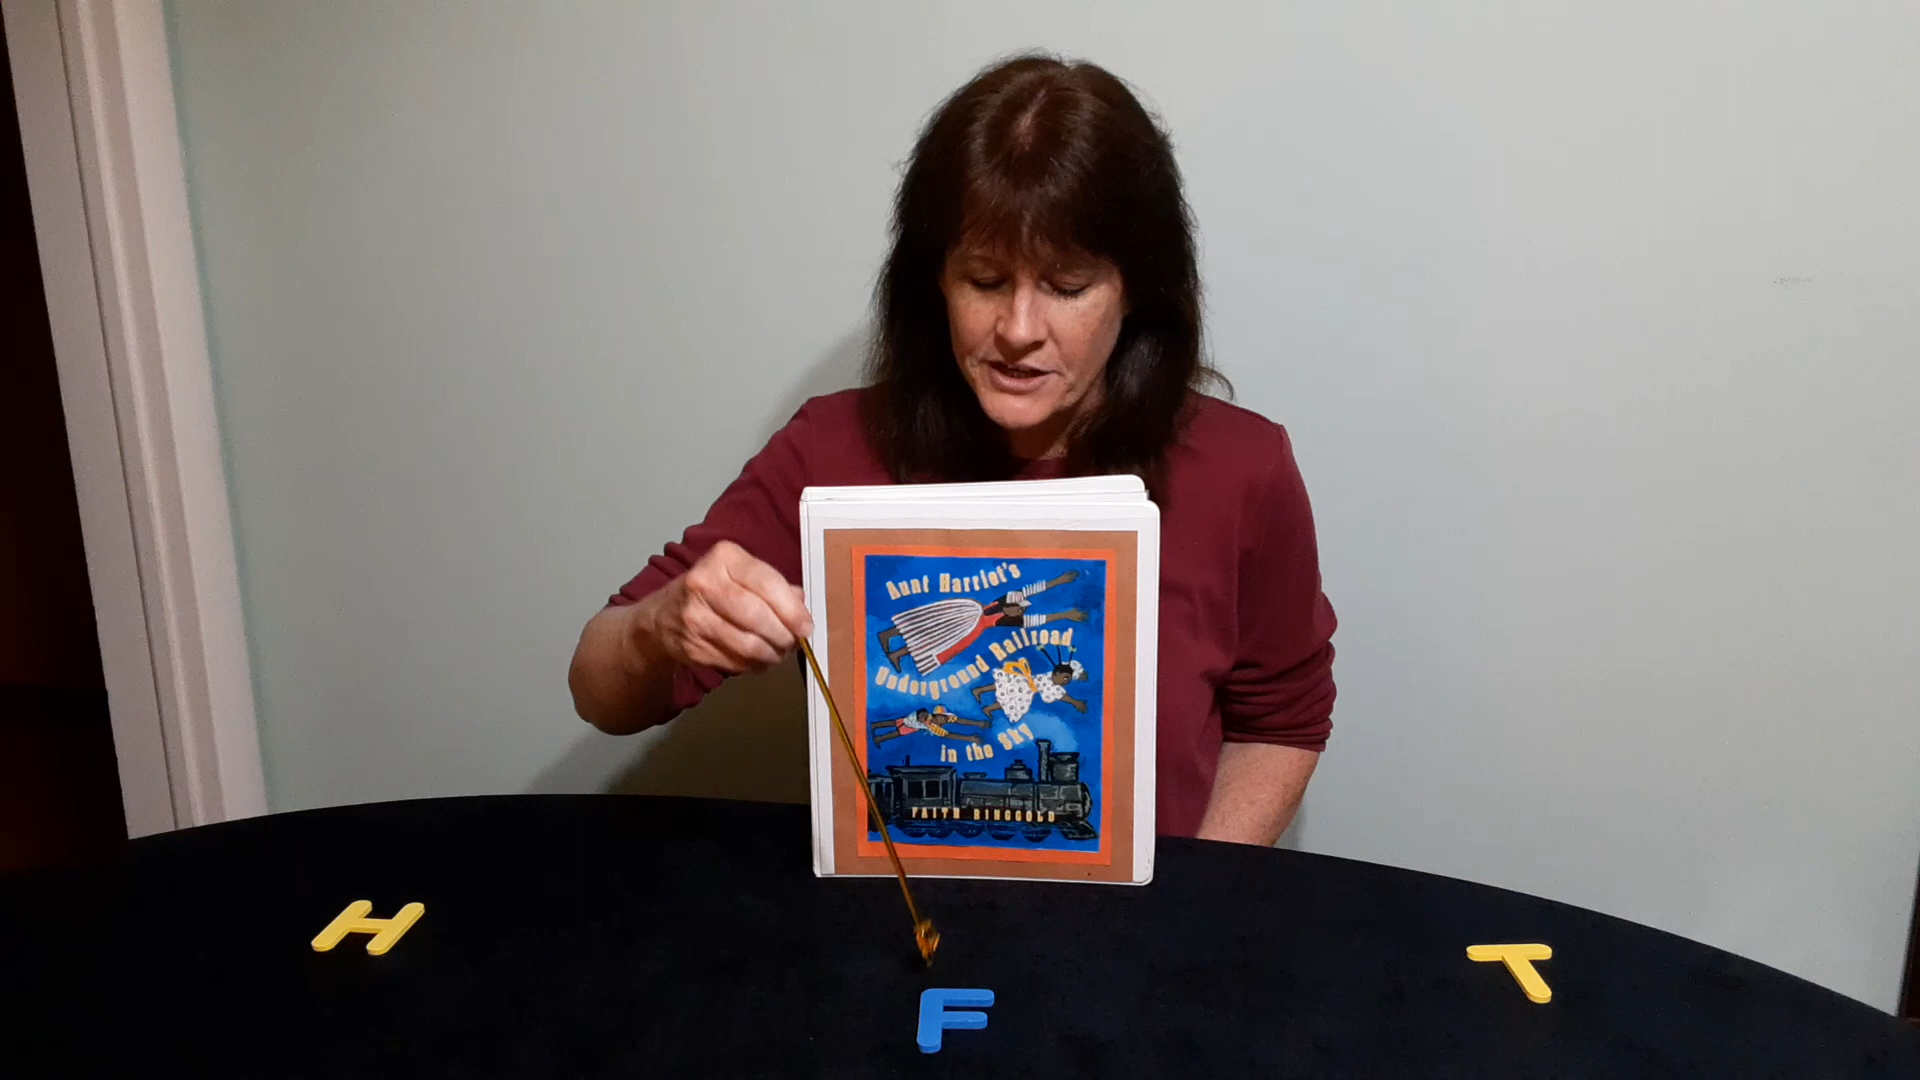 Aunt Harriet's
Underground Railroad
in the Sky
FAITH RINGGOLD
H
F
T